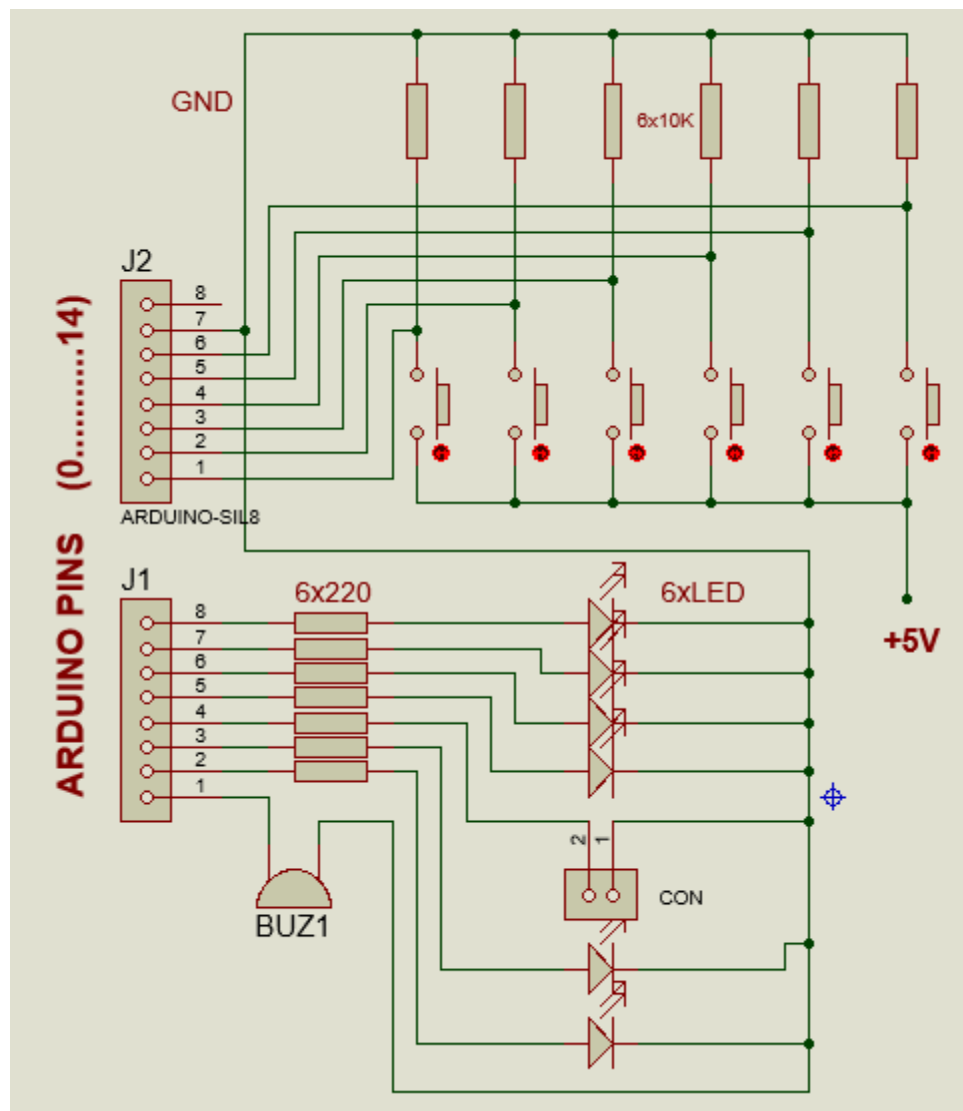 GND
6x10K
J2
8
7
6
5
4
3
2
1
ARDUINO-SIL8
ARDUINO PINS (0...........14)
J1
6x220
6xLED
+5V
8
7
6
5
4
3
2
1
2
1
CON
BUZ1